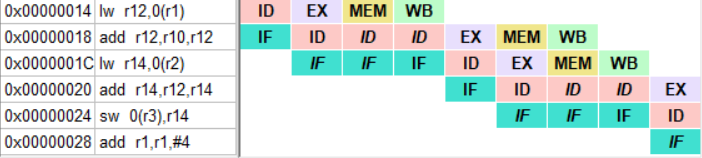 0x00000014 lw r12,0(r1) ID EX MEM WB
0x00000018 add r12,r10,r12 IF ID ID ID EX MEM WB
0x0000001C lw r14,0(r2) IF IF IF ID EX MEM WB
0x00000020 add r14,r12,r14 IF ID ID ID EX
0x00000024 sw 0(r3),r14 IF IF IF ID
0x00000028 add r1,r1,#4 IF